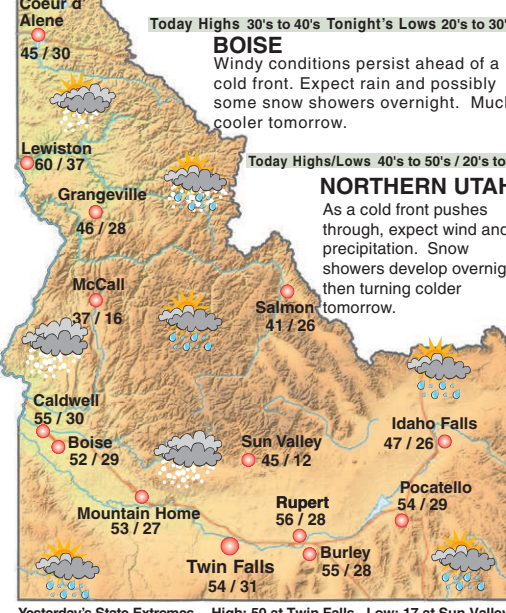 Coeur d'
Alene
45 / 30
Today Highs 30's to 40's Tonight's Lows 20's to 30'
BOISE
Windy conditions persist ahead of a
cold front. Expect rain and possibly
some snow showers overnight. Much
cooler tomorrow.
Lewiston
60 / 37
Today Highs/Lows 40's to 50's / 20's to
NORTHERN UTAH
As a cold front pushes
through, expect wind and
precipitation. Snow
showers develop overnig
then turning colder
tomorrow.
Grangeville
46 / 28
McCall
37 / 16
Salmon
41 / 26
Caldwell
55 / 30
Boise
52 / 29
Sun Valley
45 / 12
Idaho Falls
47 / 26
Pocatello
54 / 29
Mountain Home
53 / 27
Rupert
56 / 28
Burley
55 / 28
Twin Falls
54 / 31
Yesterday's State Extremes - High: 50 at Twin Falls Low: 17 at Sun Valley